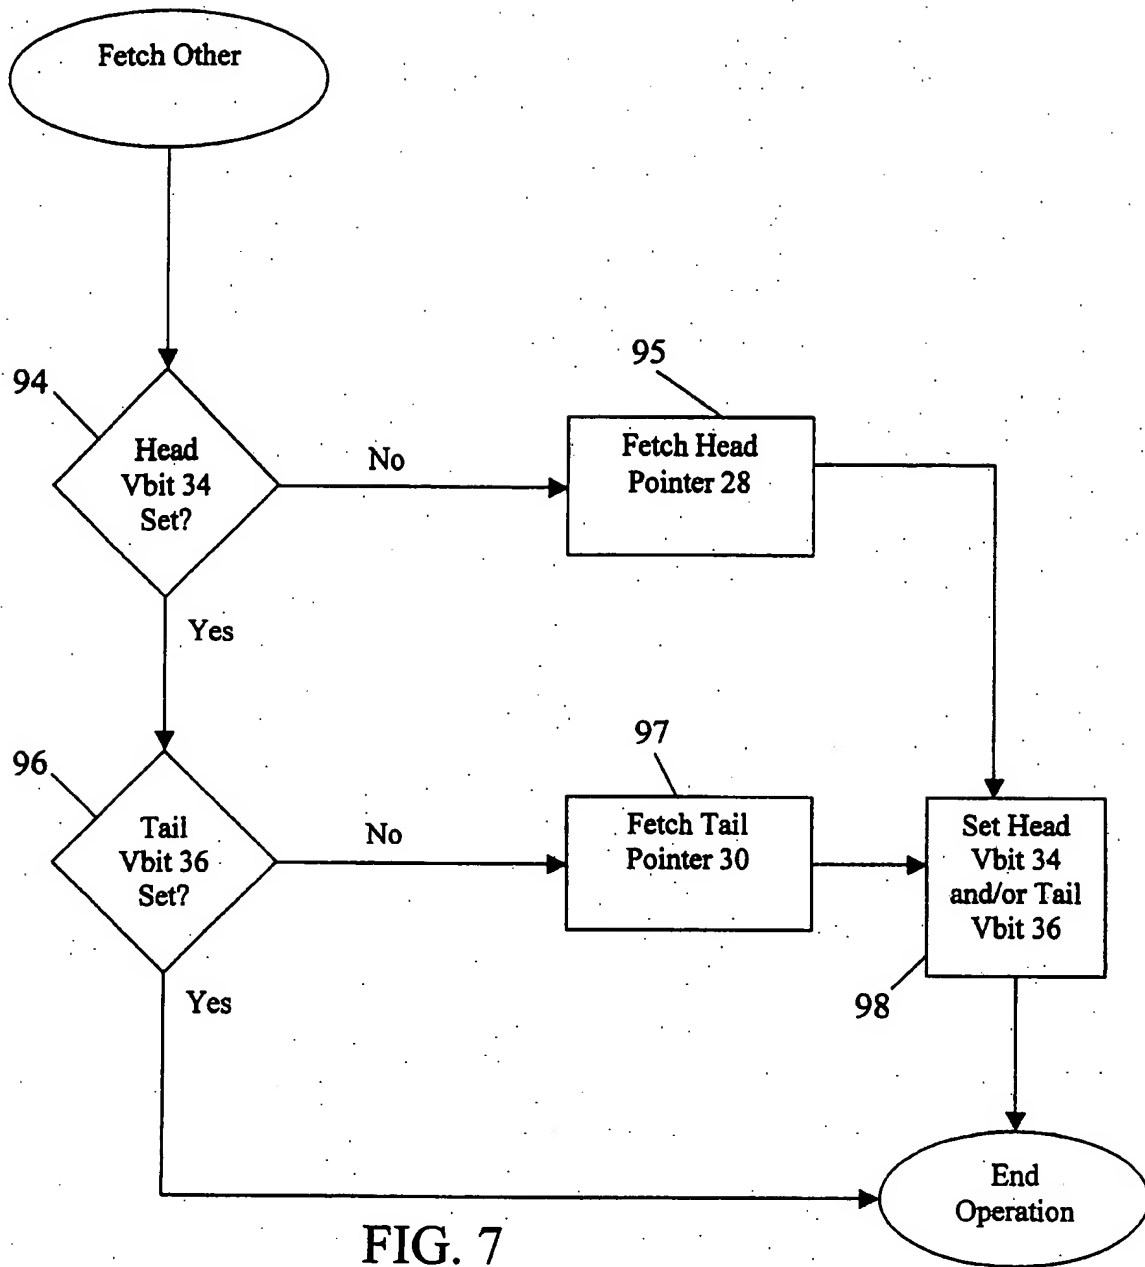 Fetch Other
94
Head
Vbit 34
Set?
No
95
Fetch Head
Pointer 28
Yes
96
Tail
Vbit 36
Set?
No
97
Fetch Tail
Pointer 30
Set Head
Vbit 34
and/or Tail
Vbit 36
98
Yes
End
Operation
FIG. 7